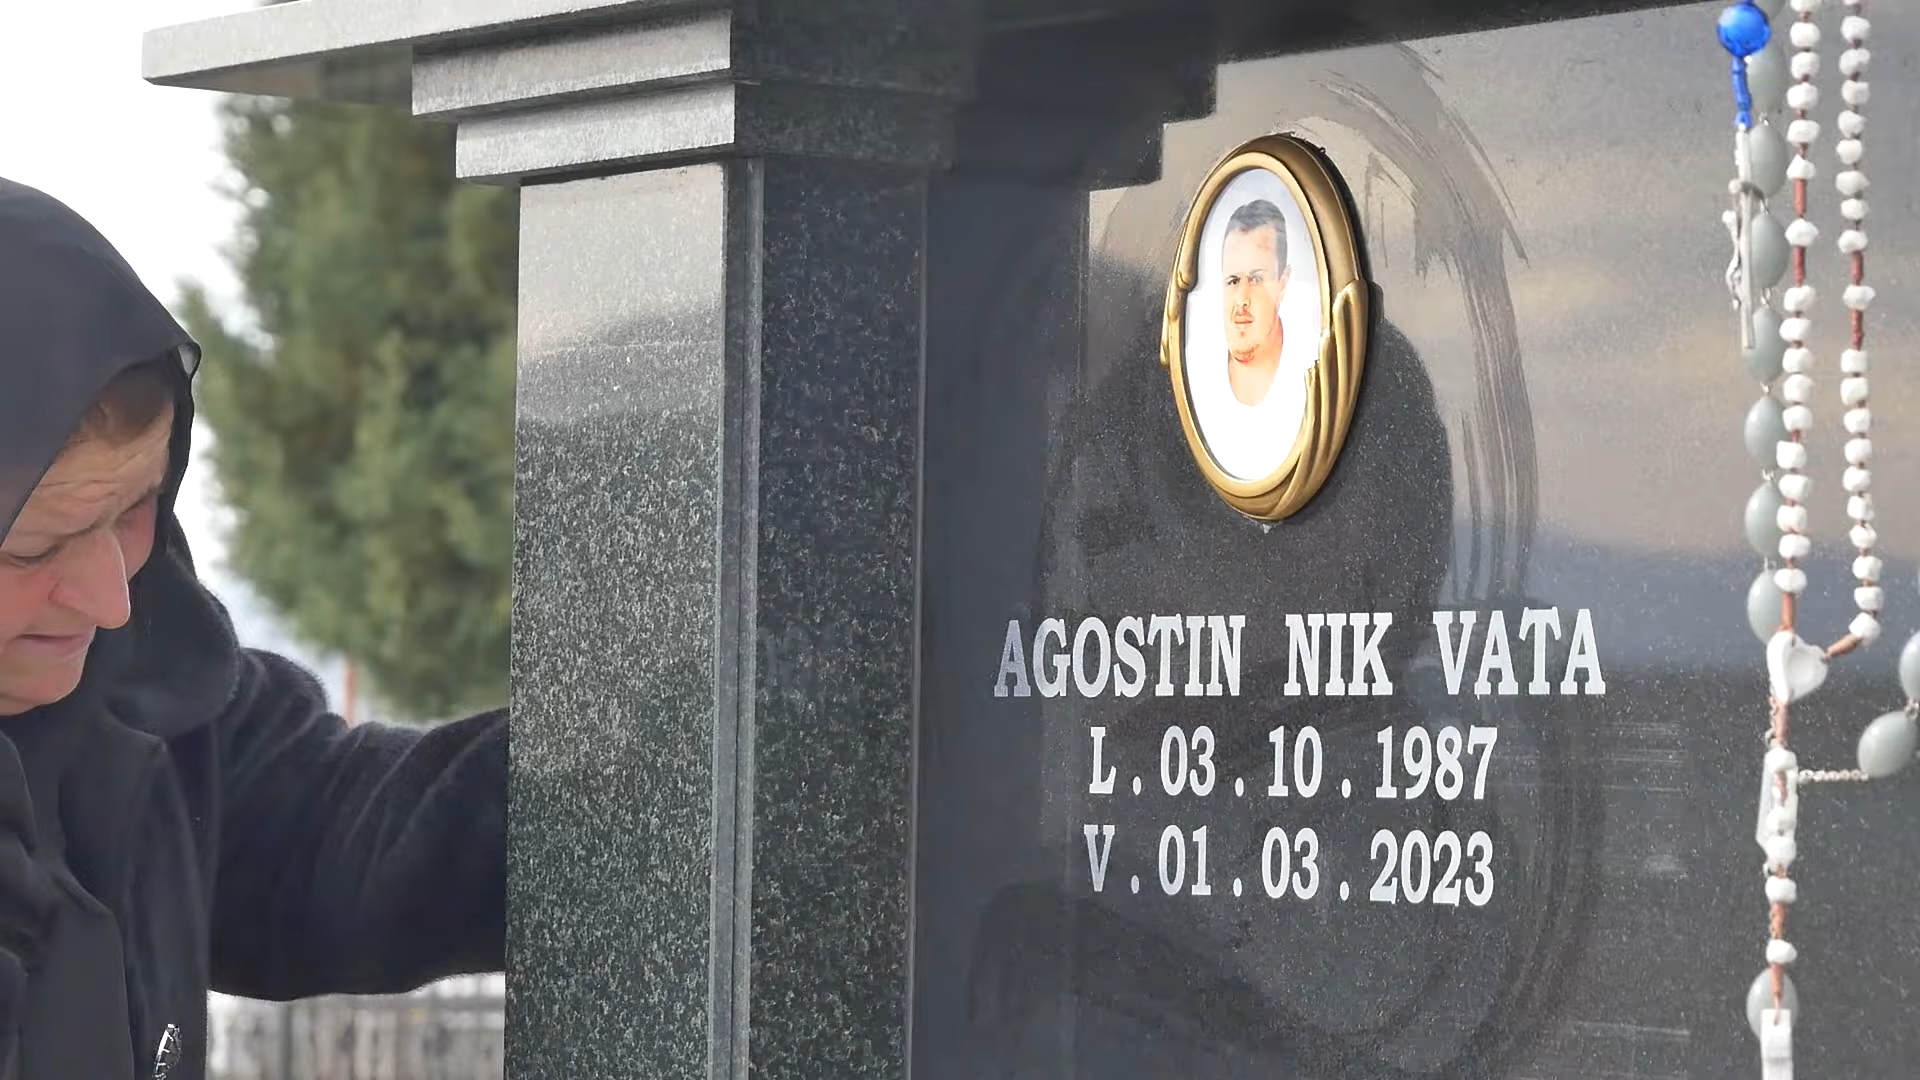 AGOSTIN NIK VATA
L . 03 . 10 . 1987
V . 01 . 03 . 2023